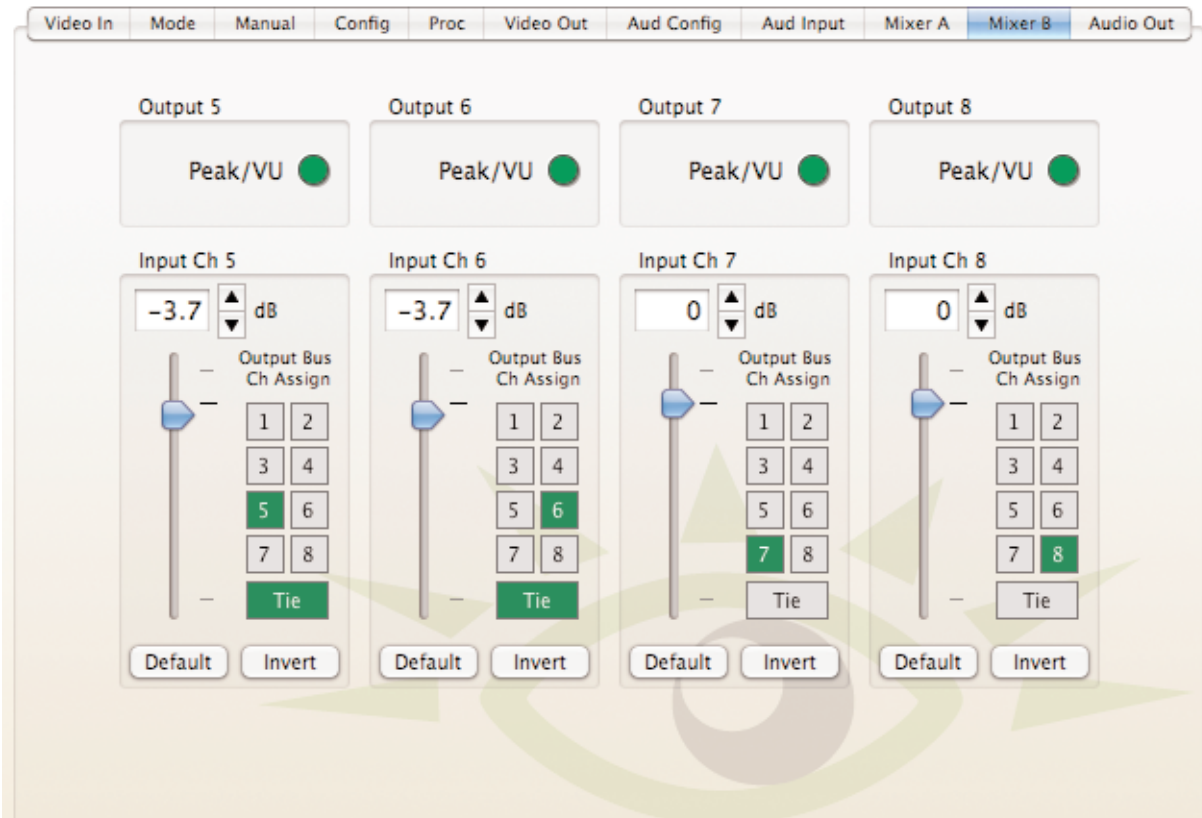 Video In Mode Manual Config Proc Video Out Aud Config Aud Input Mixer A Mixer B Audio Out
Output 5 Output 6 Output 7 Output 8
Peak/VU Peak/VU Peak/VU Peak/VU
Input Ch 5 Input Ch 6 Input Ch 7 Input Ch 8
-3.7 dB -3.7 dB 0 dB 0 dB
Output Bus Output Bus Output Bus Output Bus
Ch Assign Ch Assign Ch Assign Ch Assign
1 2 1 2 1 2 1 2
3 4 3 4 3 4 3 4
5 6 5 6 5 6 5 6
7 8 7 8 7 8 7 8
Tie Tie Tie Tie
Default Invert Default Invert Default Invert Default Invert